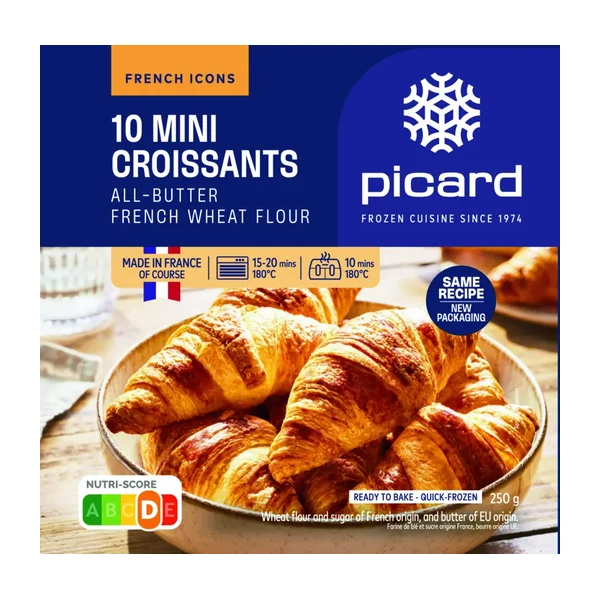 FRENCH ICONS
10 MINI
CROISSANTS
ALL-BUTTER
FRENCH WHEAT FLOUR
picard
FROZEN CUISINE SINCE 1974
MADE IN FRANCE
OF COURSE
15-20 mins
180°C
10 mins
180°C
SAME
RECIPE
NEW
PACKAGING
NUTRI-SCORE
ABCDE
READY TO BAKE - QUICK-FROZEN
250 g
Wheat flour and sugar of French origin, and butter of EU origin.
Farine de blé et sucre origine France, beurre origine UE.